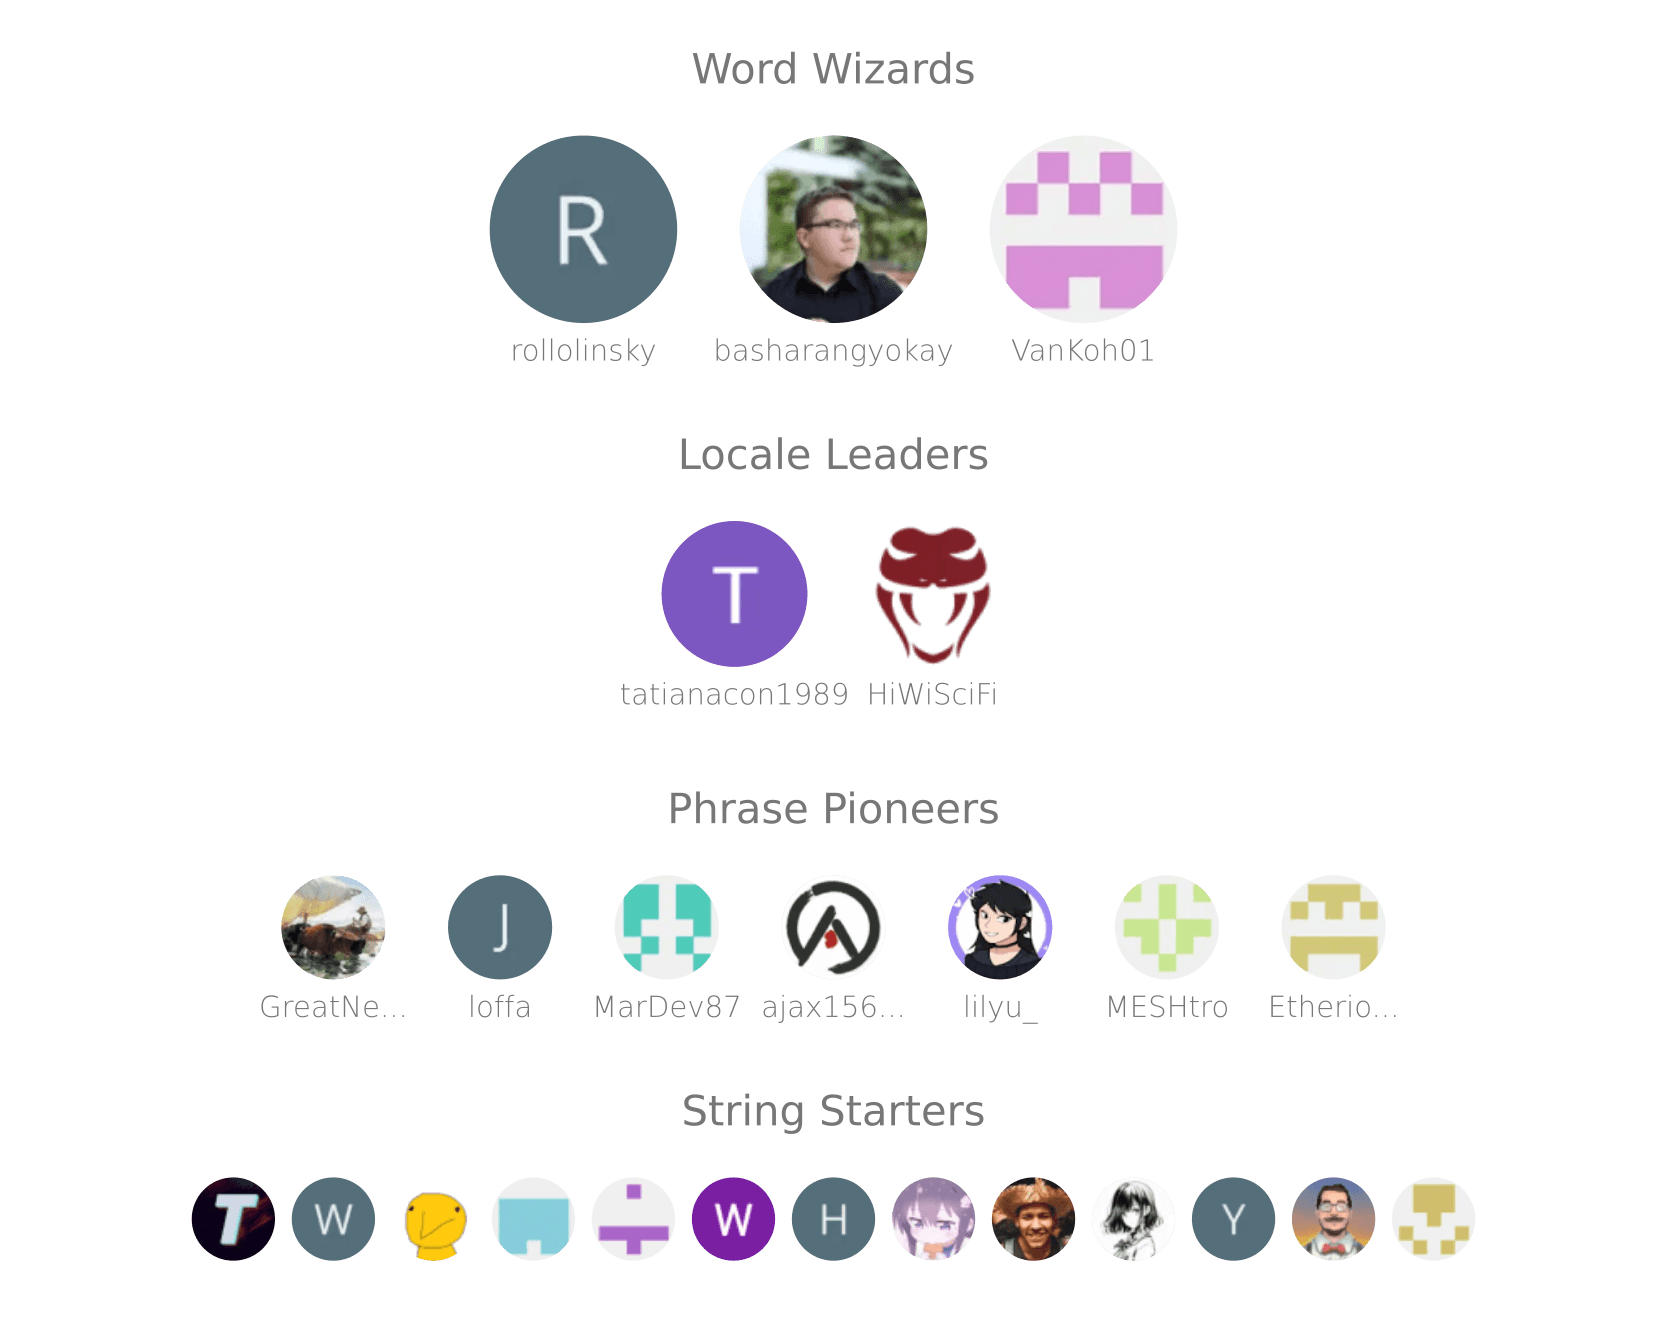 Word Wizards
R
rollolinsky basharangyokay VanKoh01
Locale Leaders
T
tatianacon1989 HiWiSciFi
Phrase Pioneers
J
GreatNe... loffa MarDev87 ajax156... lilyu_ MESHtro Etherio...
String Starters
T W W H Y